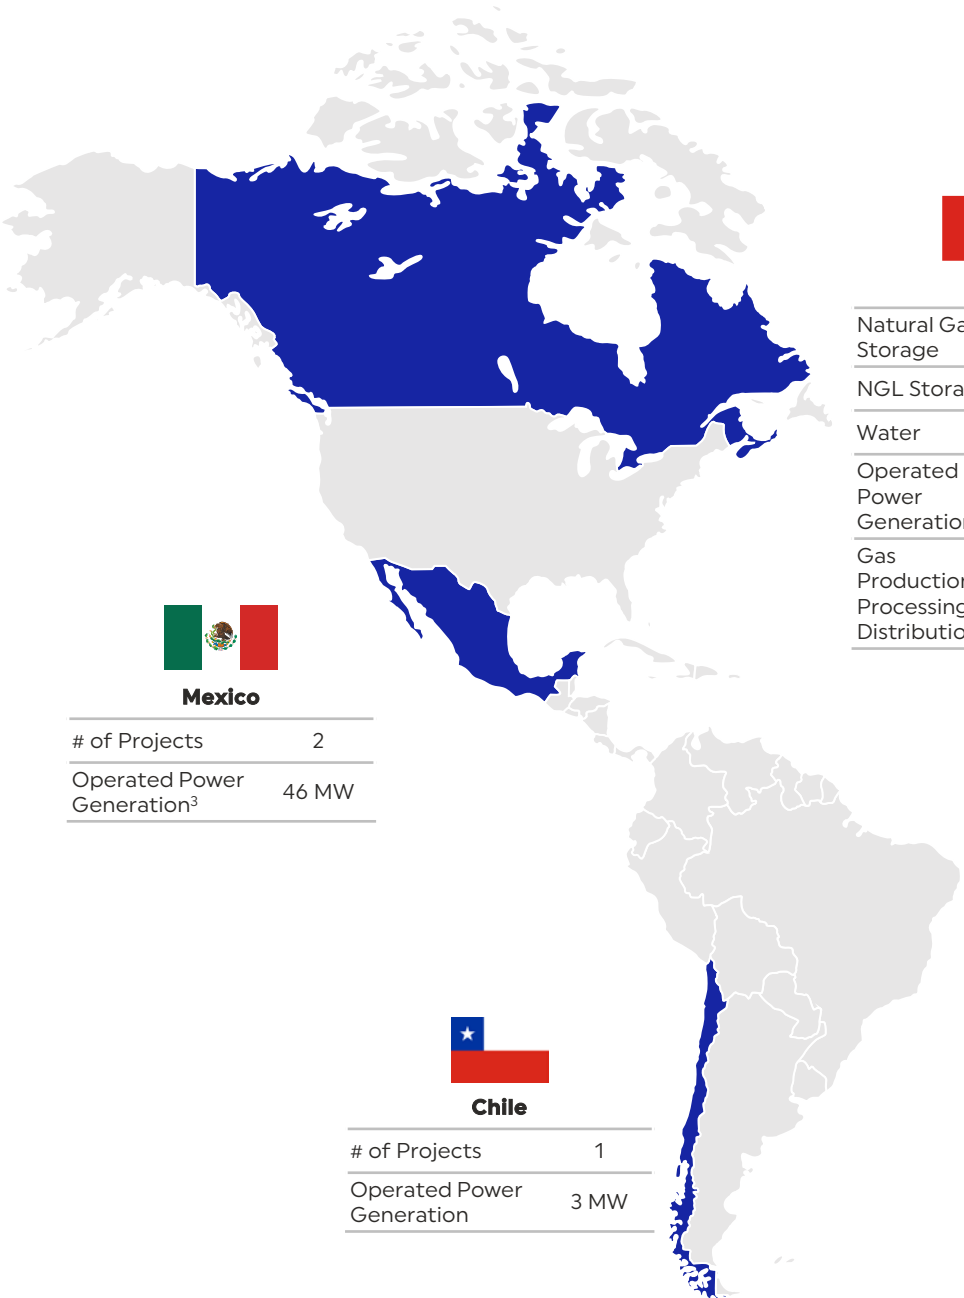 Mexico
# of Projects 2
Operated Power
Generation³ 46 MW
Chile
# of Projects 1
Operated Power
Generation 3 MW
Natural Ga
Storage
NGL Stora
Water
Operated
Power
Generation
Gas
Production
Processing
Distributio